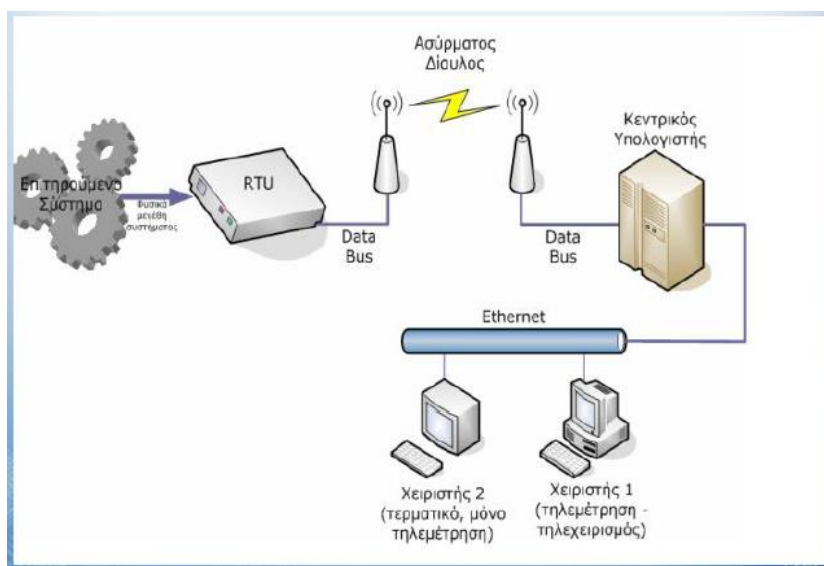 Ασύρματος
Δίαυλος
Κεντρικός
Υπολογιστής
Επιτηρούμενο
Σύστημα
Φυσικά
μεγέθη
συστήματος
RTU
Data
Bus
Data
Bus
Ethernet
Χειριστής 2
(τερματικό, μόνο
τηλεμέτρηση)
Χειριστής 1
(τηλεμέτρηση -
τηλεχειρισμός)